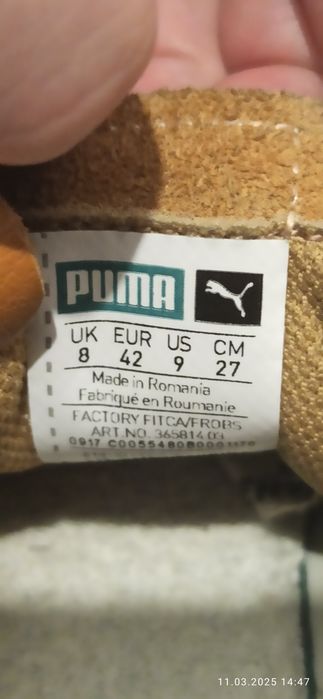 PUMA
UK EUR US CM
8 42 9 27
Made in Romania
Fabriqué en Roumanie
FACTORY FITCA/FROBS
ART.NO. 365814 03
11.03.2025 14:47